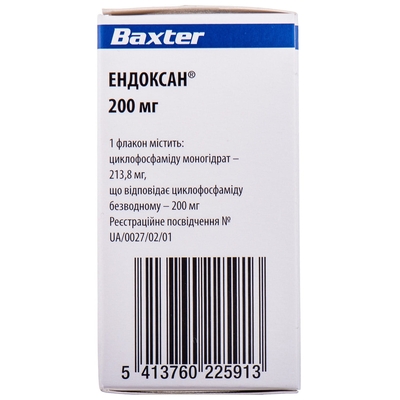 Baxter
ЕНДОКСАН®
200 мг
1 флакон містить:
циклофосфаміду моногідрат –
213,8 мг,
що відповідає циклофосфаміду
безводному – 200 мг
Реєстраційне посвідчення №
UA/0027/02/01
5 413760 225913